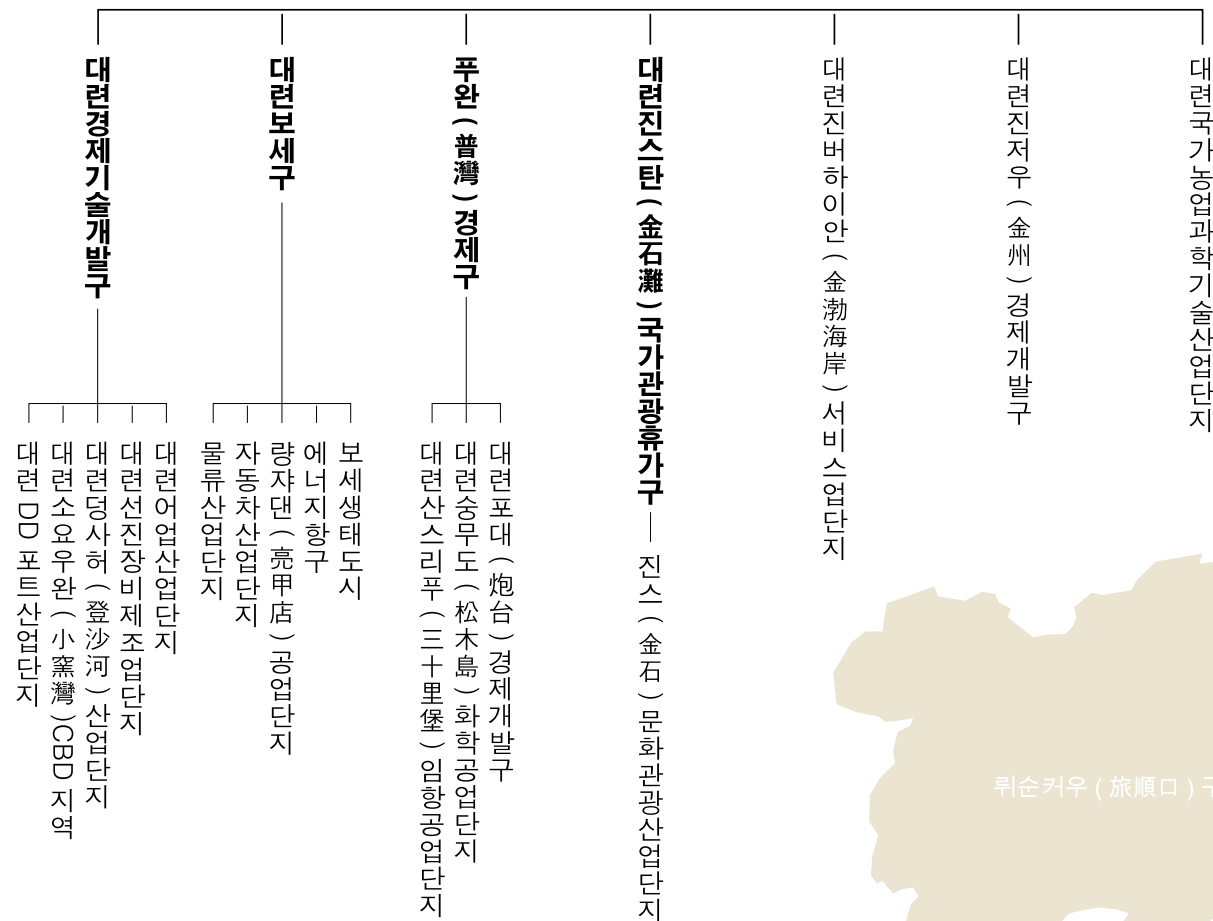 대련경제기술개발구
대련보세구
푸완(普灣)경제구
대련진스탄(金石灘)국가관광휴가구
대련진버하이안(金渤海岸)서비스업단지
대련진저우(金州)경제개발구
대련국가농업과학기술산업단지
대련 DD 포트산업단지
대련소요우완(小窯灣)CBD 지역
대련덩사허(登沙河)산업단지
대련선진장비제조업단지
대련어업산업단지
물류산업단지
자동차산업단지
량쟈댄(亮甲店)공업단지
에너지항구
보세생태도시
대련산스리푸(三十里堡)임항공업단지
대련숭무도(松木島)화학공업단지
대련포대(炮台)경제개발구
진스(金石)문화관광산업단지
뤼순커우(旅順口)구